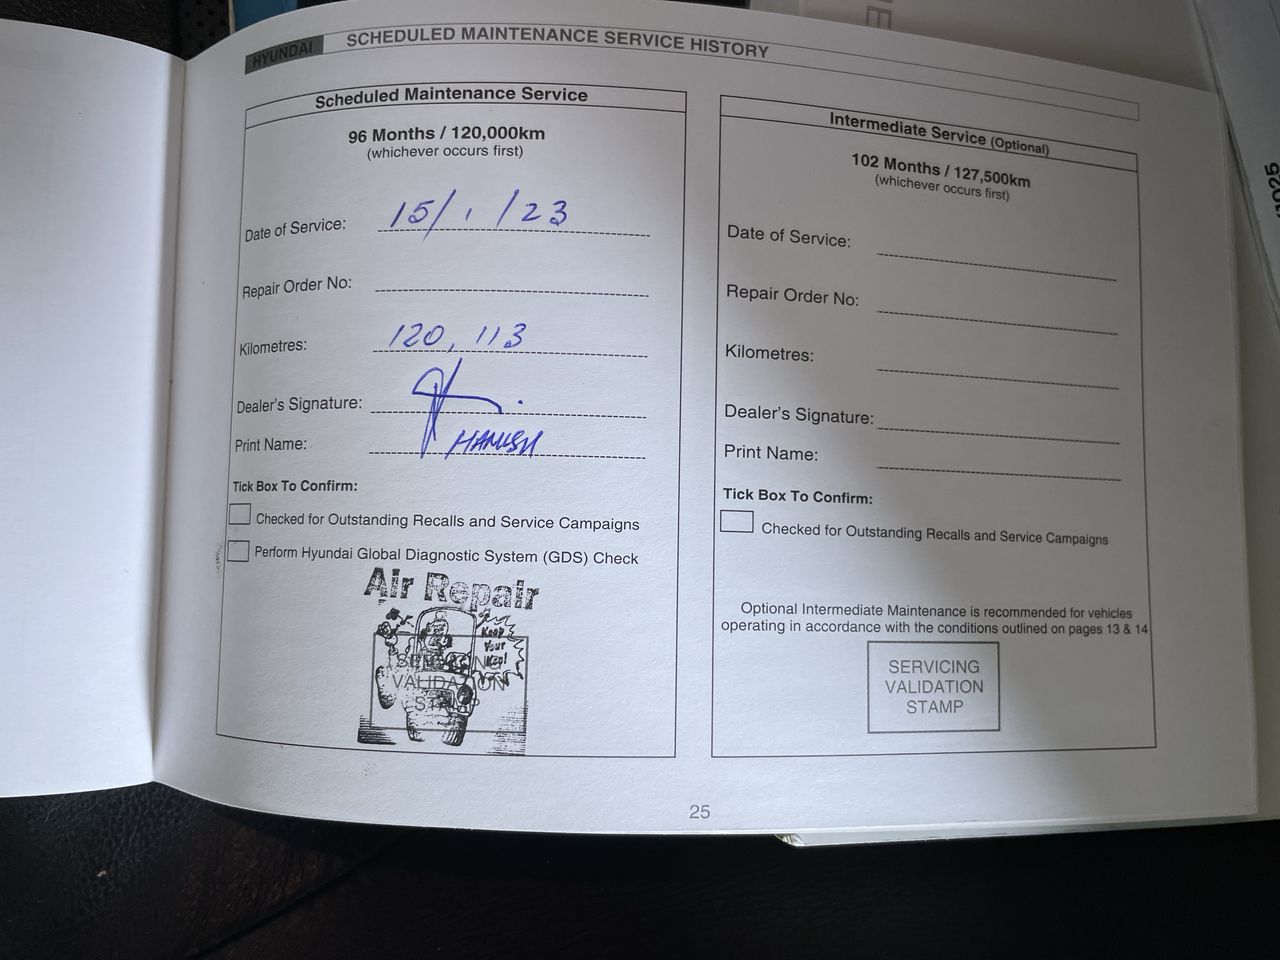 HYUNDAI SCHEDULED MAINTENANCE SERVICE HISTORY
Scheduled Maintenance Service
96 Months / 120,000km
(whichever occurs first)
Date of Service: 15/1/23
Repair Order No:
Kilometres: 120,113
Dealer's Signature:
Print Name: HANISH
Tick Box To Confirm:
Checked for Outstanding Recalls and Service Campaigns
Perform Hyundai Global Diagnostic System (GDS) Check
Air Repair
Keep
Your
SERVICING
VALIDATION
STAMP
Intermediate Service (Optional)
102 Months / 127,500km
(whichever occurs first)
Date of Service:
Repair Order No:
Kilometres:
Dealer's Signature:
Print Name:
Tick Box To Confirm:
Checked for Outstanding Recalls and Service Campaigns
Optional Intermediate Maintenance is recommended for vehicles
operating in accordance with the conditions outlined on pages 13 & 14
SERVICING
VALIDATION
STAMP
25